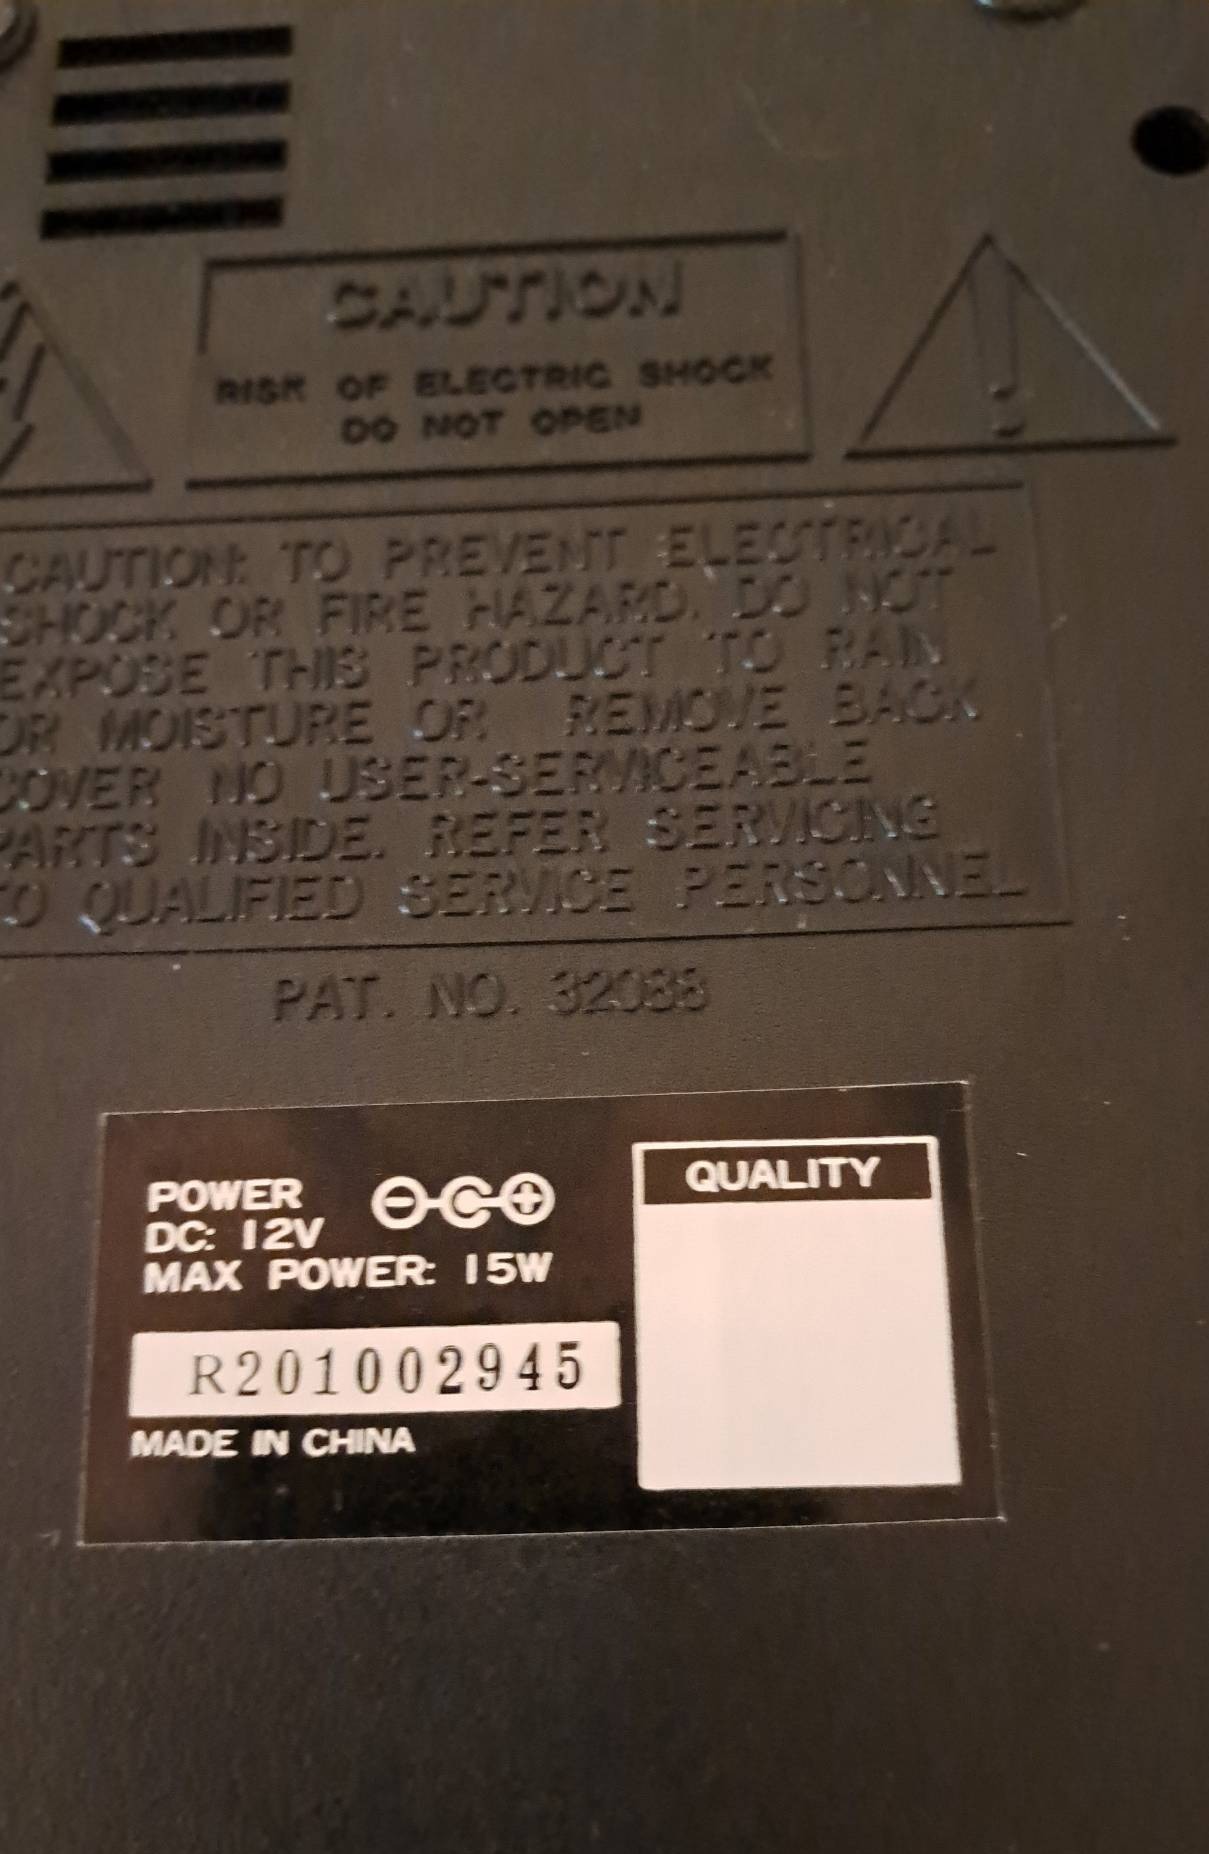 CAUTION
RISK OF ELECTRIC SHOCK
DO NOT OPEN
CAUTION: TO PREVENT ELECTRICAL
SHOCK OR FIRE HAZARD. DO NOT
EXPOSE THIS PRODUCT TO RAIN
OR MOISTURE OR REMOVE BACK
COVER NO USER-SERVICEABLE
PARTS INSIDE. REFER SERVICING
TO QUALIFIED SERVICE PERSONNEL
PAT. NO. 32088
POWER
DC: 12V
MAX POWER: 15W
R201002945
MADE IN CHINA
QUALITY